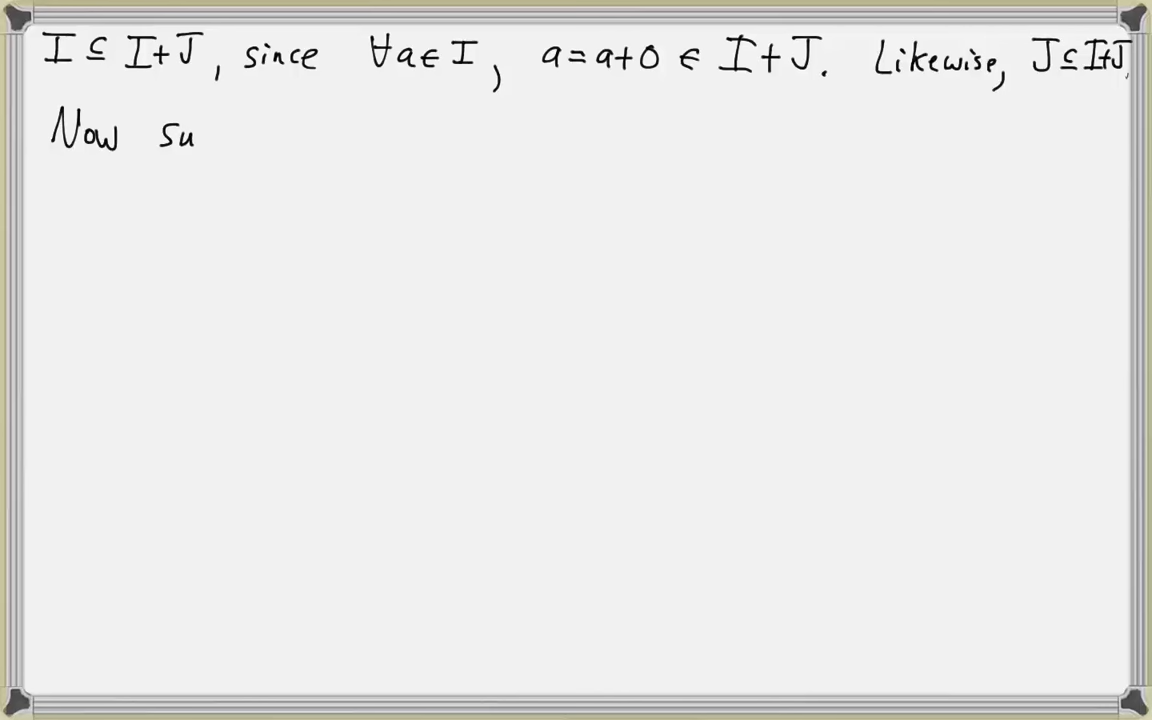 I ⊆ I+J, since ∀a∈I, a=a+0 ∈ I+J. Likewise, J⊆I+J.
Now su